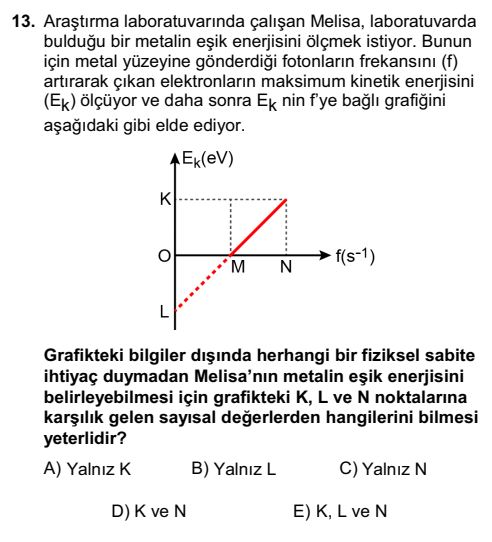 13. Araştırma laboratuvarında çalışan Melisa, laboratuvarda
bulduğu bir metalin eşik enerjisini ölçmek istiyor. Bunun
için metal yüzeyine gönderdiği fotonların frekansını (f)
artırarak çıkan elektronların maksimum kinetik enerjisini
(Ek) ölçüyor ve daha sonra Ek nin f'ye bağlı grafiğini
aşağıdaki gibi elde ediyor.
Ek(eV)
K
O
M
N
f(s-1)
L
Grafikteki bilgiler dışında herhangi bir fiziksel sabite
ihtiyaç duymadan Melisa'nın metalin eşik enerjisini
belirleyebilmesi için grafikteki K, L ve N noktalarına
karşılık gelen sayısal değerlerden hangilerini bilmesi
yeterlidir?
A) Yalnız K B) Yalnız L C) Yalnız N
D) K ve N E) K, L ve N